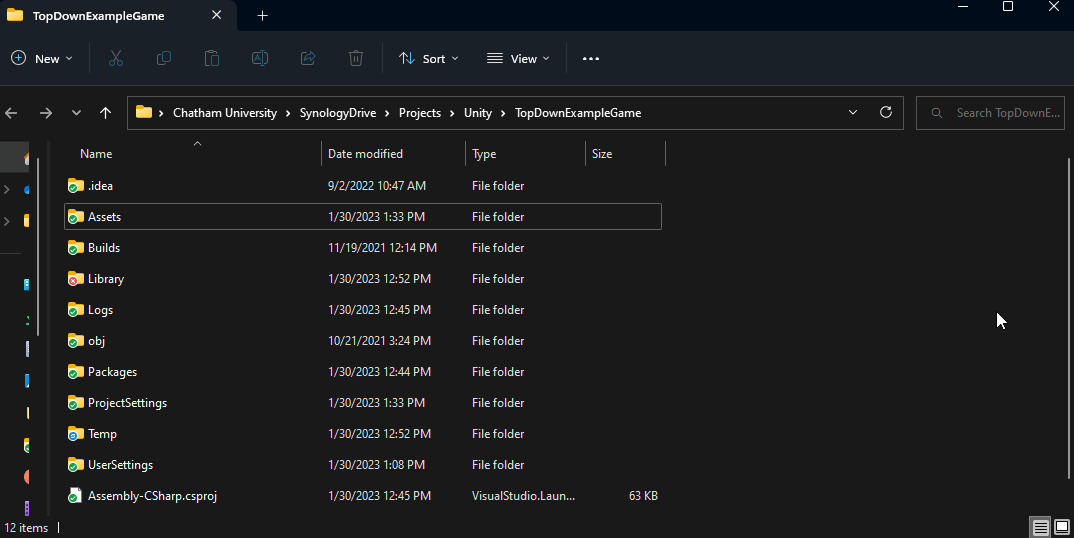 TopDownExampleGame
New
Sort
View
Chatham University > SynologyDrive > Projects > Unity > TopDownExampleGame
Search TopDownE...
Name Date modified Type Size
.idea 9/2/2022 10:47 AM File folder
Assets 1/30/2023 1:33 PM File folder
Builds 11/19/2021 12:14 PM File folder
Library 1/30/2023 12:52 PM File folder
Logs 1/30/2023 12:45 PM File folder
obj 10/21/2021 3:24 PM File folder
Packages 1/30/2023 12:44 PM File folder
ProjectSettings 1/30/2023 1:33 PM File folder
Temp 1/30/2023 12:52 PM File folder
UserSettings 1/30/2023 1:08 PM File folder
Assembly-CSharp.csproj 1/30/2023 12:45 PM VisualStudio.Laun... 63 KB
12 items